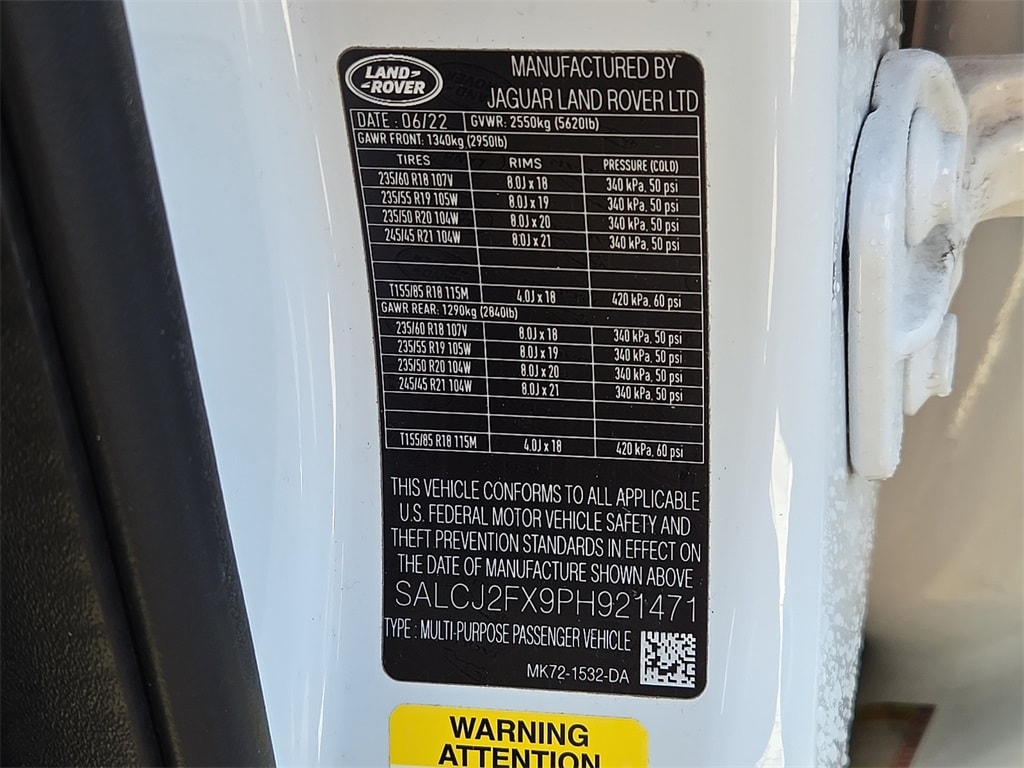 LAND-
ROVER
MANUFACTURED BY
JAGUAR LAND ROVER LTD
DATE : 06/22 GVWR: 2550kg (5620lb)
GAWR FRONT: 1340kg (2950lb)
TIRES RIMS PRESSURE (COLD)
235/60 R18 107V 8.0J x 18 340 kPa, 50 psi
235/55 R19 105W 8.0J x 19 340 kPa, 50 psi
235/50 R20 104W 8.0J x 20 340 kPa, 50 psi
245/45 R21 104W 8.0J x 21 340 kPa, 50 psi
T155/85 R18 115M 4.0J x 18 420 kPa, 60 psi
GAWR REAR: 1290kg (2840lb)
235/60 R18 107V 8.0J x 18 340 kPa, 50 psi
235/55 R19 105W 8.0J x 19 340 kPa, 50 psi
235/50 R20 104W 8.0J x 20 340 kPa, 50 psi
245/45 R21 104W 8.0J x 21 340 kPa, 50 psi
T155/85 R18 115M 4.0J x 18 420 kPa, 60 psi
THIS VEHICLE CONFORMS TO ALL APPLICABLE
U.S. FEDERAL MOTOR VEHICLE SAFETY AND
THEFT PREVENTION STANDARDS IN EFFECT ON
THE DATE OF MANUFACTURE SHOWN ABOVE
SALCJ2FX9PH921471
TYPE : MULTI-PURPOSE PASSENGER VEHICLE
MK72-1532-DA
WARNING
ATTENTION